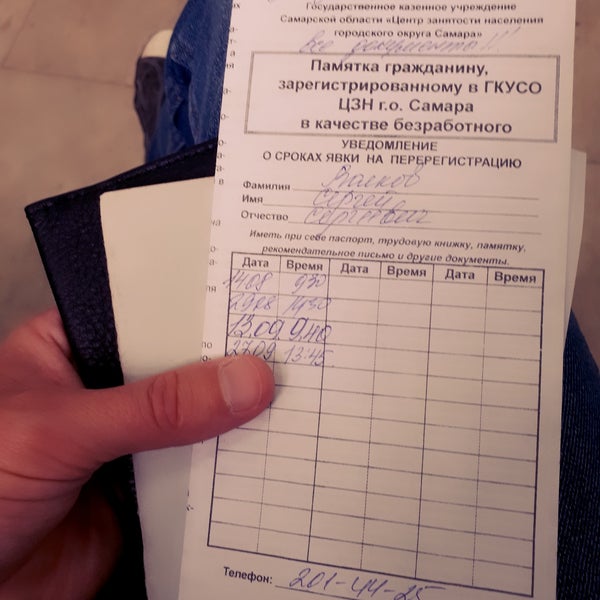 Государственное казенное учреждение
Самарской области «Центр занятости населения
городского округа Самара»
Все документы!!!
Памятка гражданину,
зарегистрированному в ГКУСО
ЦЗН г.о. Самара
в качестве безработного
УВЕДОМЛЕНИЕ
О СРОКАХ ЯВКИ НА ПЕРЕРЕГИСТРАЦИЮ
Фамилия Волков
Имя Сергей
Отчество Сергеевич
Иметь при себе паспорт, трудовую книжку, памятку,
рекомендательное письмо и другие документы.
Дата Время Дата Время Дата Время
14.08 9 30
29.08 14 30
13.09 9.40
27.09 13:45
Телефон: 201-44-25